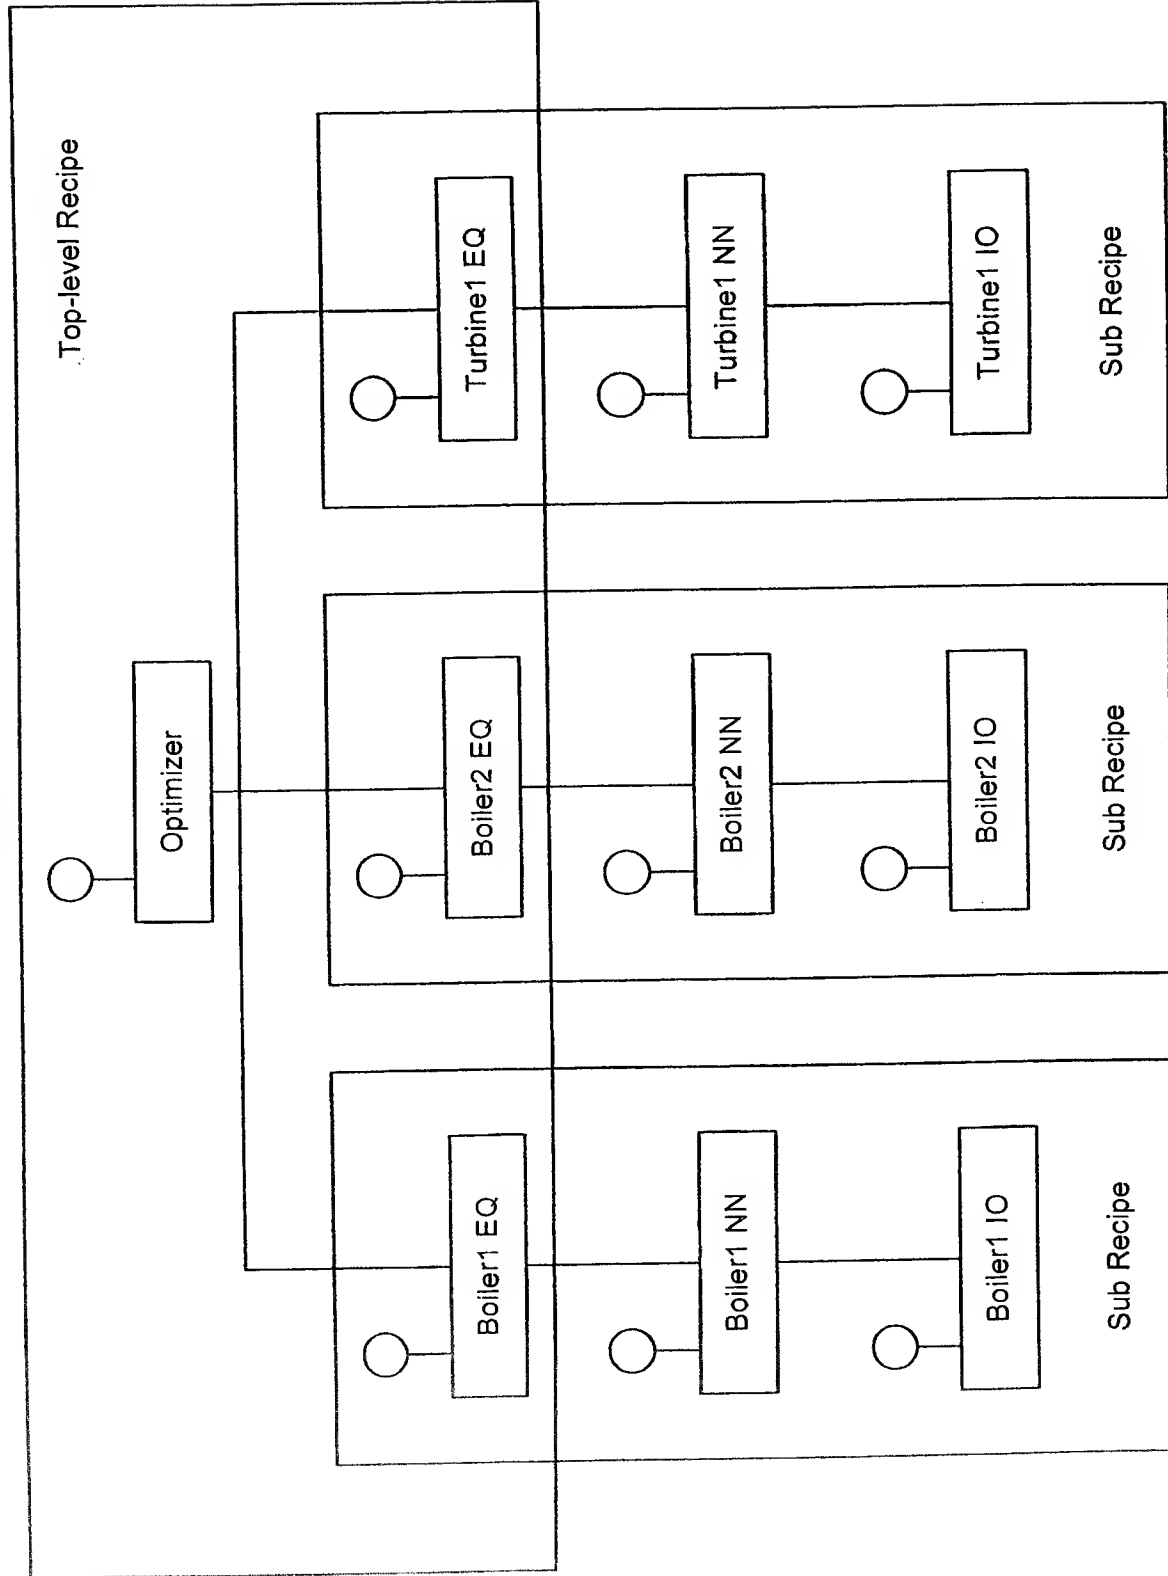 Top-level Recipe
Optimizer
Boiler1 EQ
Boiler2 EQ
Turbine1 EQ
Boiler1 NN
Boiler2 NN
Turbine1 NN
Boiler1 IO
Boiler2 IO
Turbine1 IO
Sub Recipe
Sub Recipe
Sub Recipe